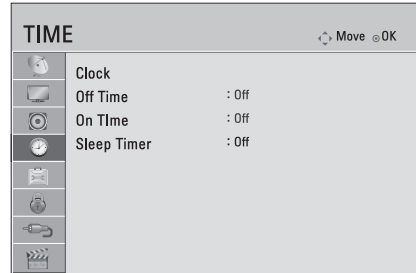 TIME
Move ⊙OK
Clock
Off Time : Off
On TIme : Off
Sleep Timer : Off